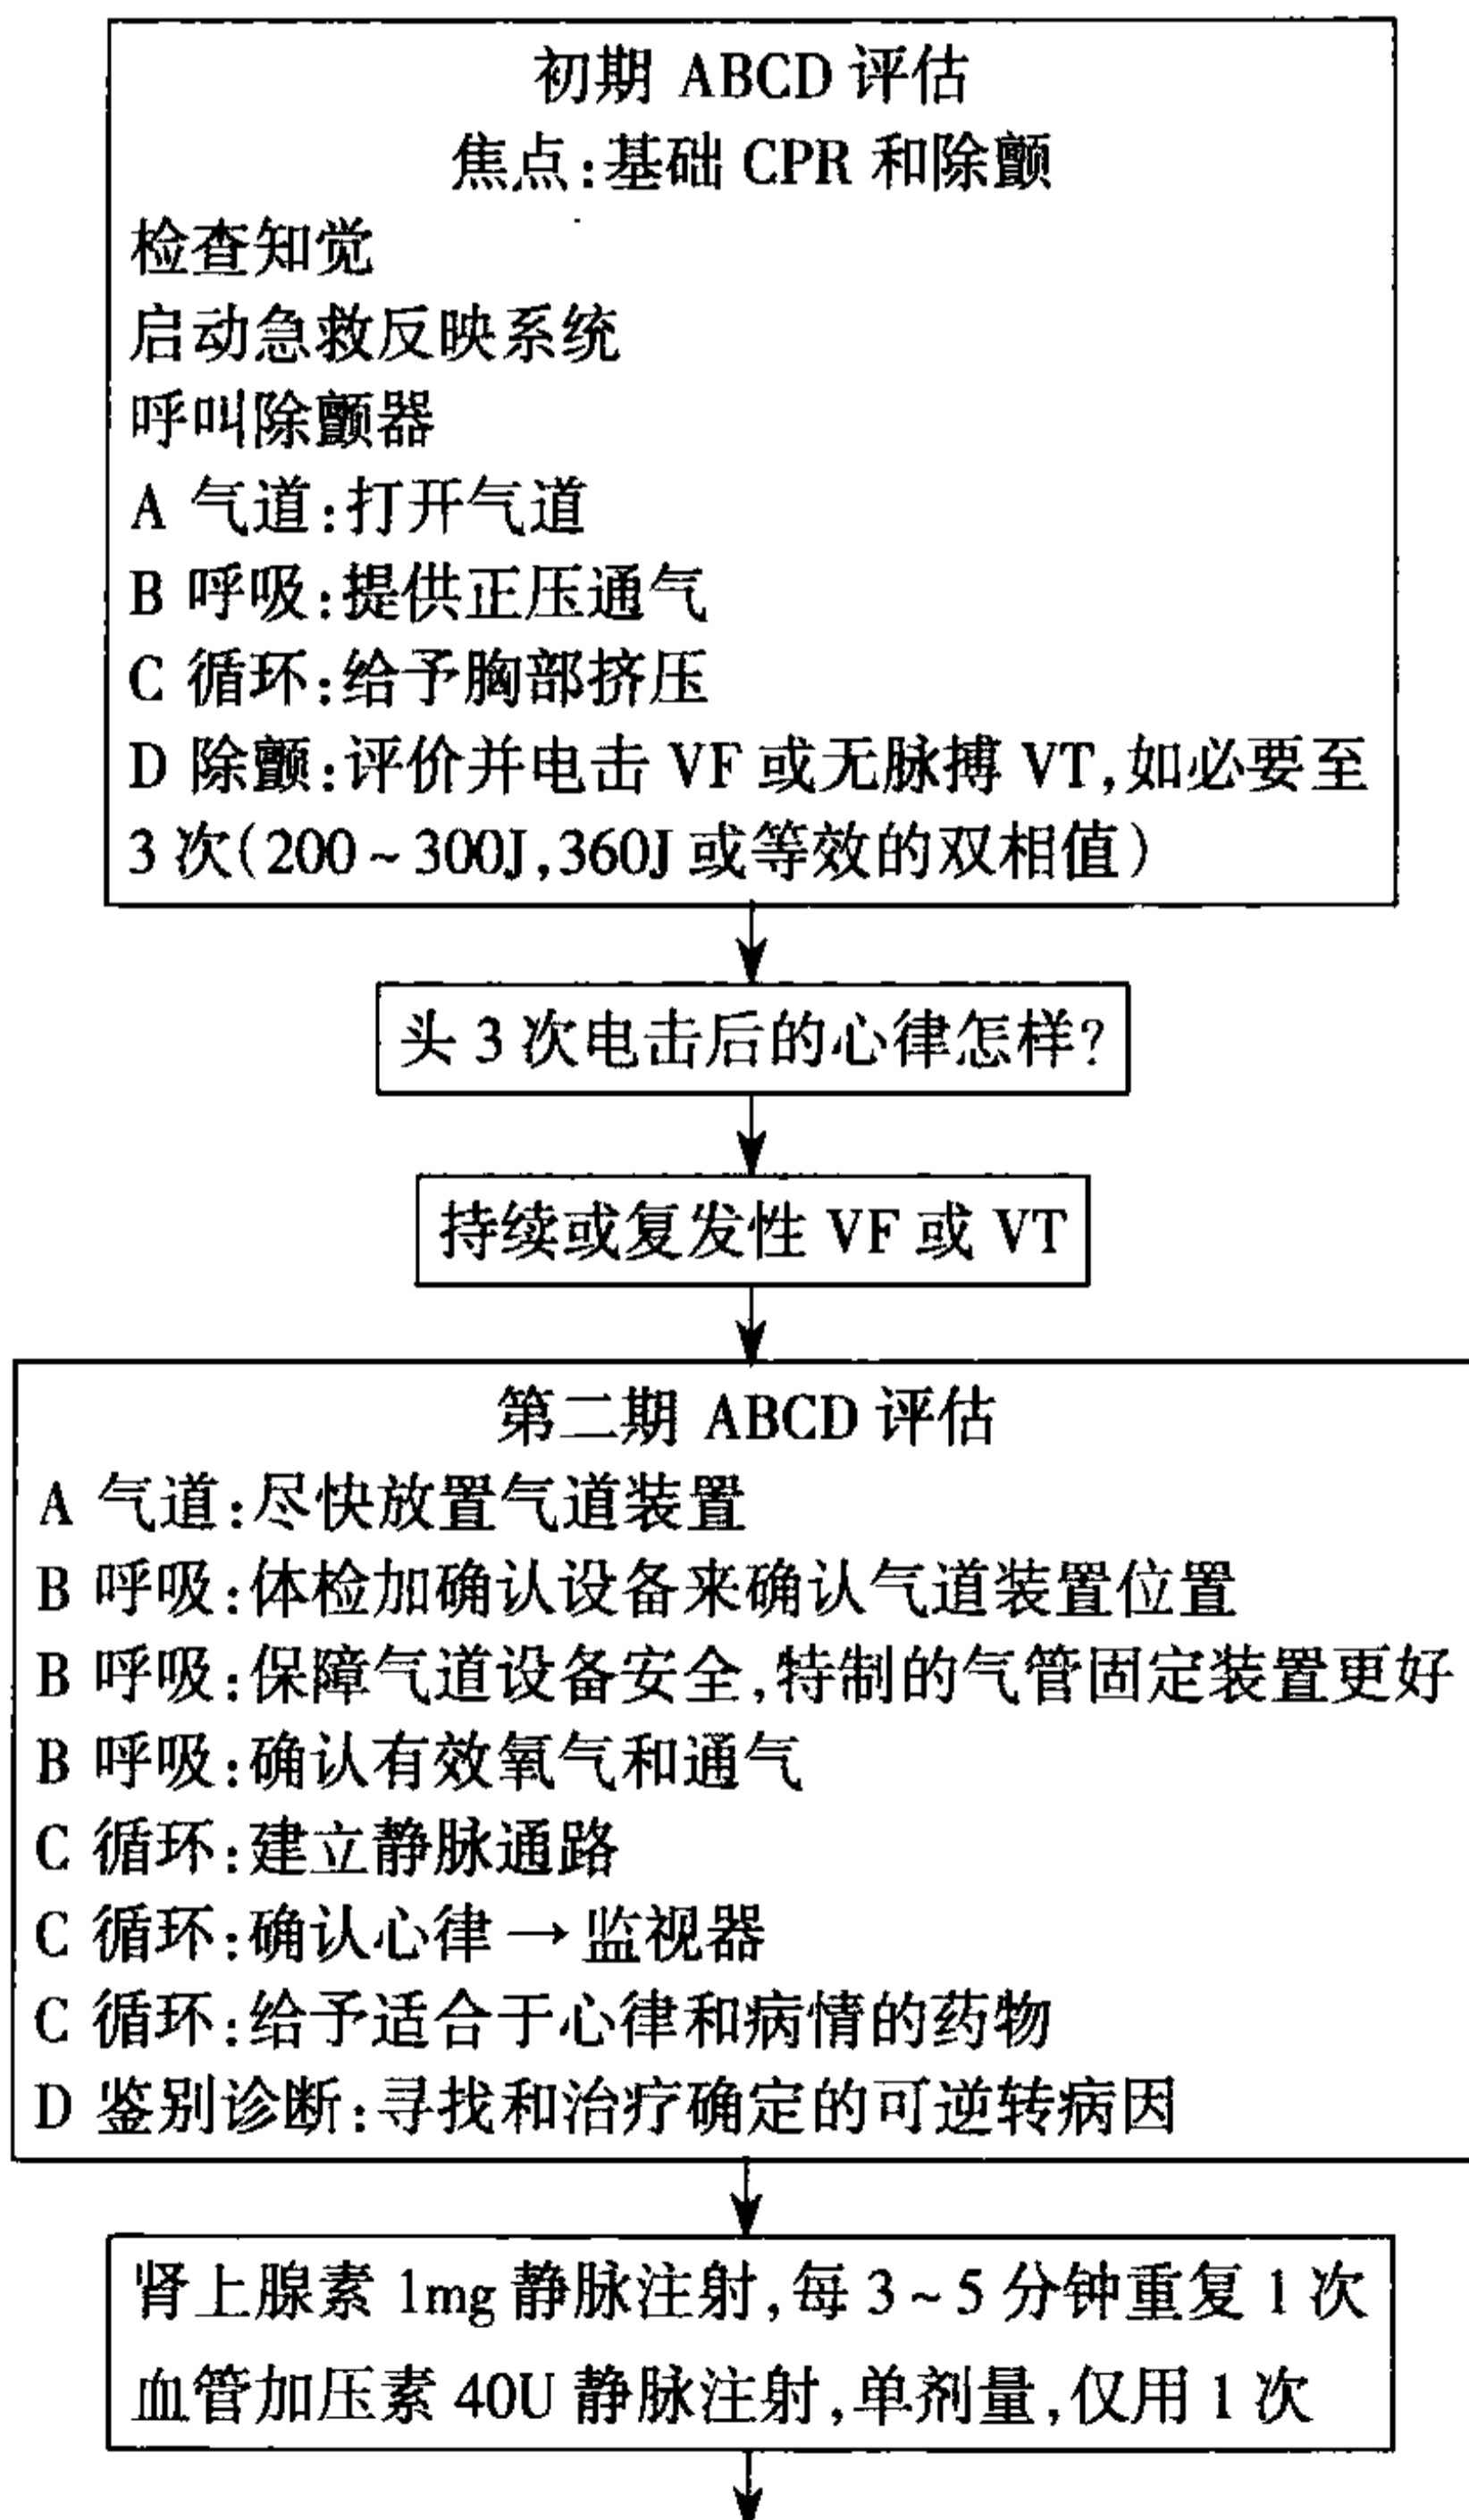 初期 ABCD 评估
焦点:基础 CPR 和除颤
检查知觉
启动急救反映系统
呼叫除颤器
A 气道:打开气道
B 呼吸:提供正压通气
C 循环:给予胸部挤压
D 除颤:评价并电击 VF 或无脉搏 VT,如必要至
3 次(200~300J,360J 或等效的双相值)
头 3 次电击后的心律怎样?
持续或复发性 VF 或 VT
第二期 ABCD 评估
A 气道:尽快放置气道装置
B 呼吸:体检加确认设备来确认气道装置位置
B 呼吸:保障气道设备安全,特制的气管固定装置更好
B 呼吸:确认有效氧气和通气
C 循环:建立静脉通路
C 循环:确认心律→监视器
C 循环:给予适合于心律和病情的药物
D 鉴别诊断:寻找和治疗确定的可逆转病因
肾上腺素 1mg 静脉注射,每 3~5 分钟重复 1 次
血管加压素 40U 静脉注射,单剂量,仅用 1 次